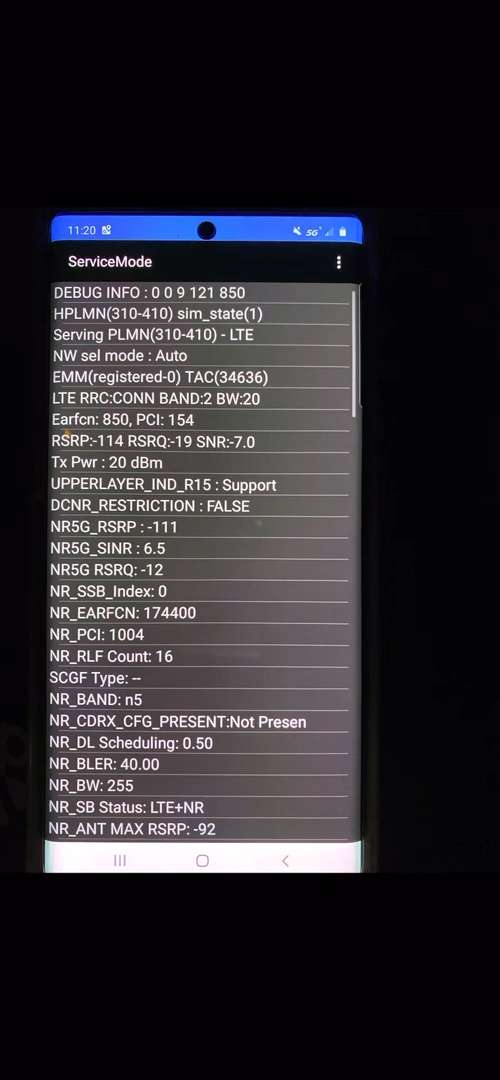 11:20
5G
ServiceMode
DEBUG INFO : 0 0 9 121 850
HPLMN(310-410) sim_state(1)
Serving PLMN(310-410) - LTE
NW sel mode : Auto
EMM(registered-0) TAC(34636)
LTE RRC:CONN BAND:2 BW:20
Earfcn: 850, PCI: 154
RSRP:-114 RSRQ:-19 SNR:-7.0
Tx Pwr : 20 dBm
UPPERLAYER_IND_R15 : Support
DCNR_RESTRICTION : FALSE
NR5G_RSRP : -111
NR5G_SINR : 6.5
NR5G RSRQ: -12
NR_SSB_Index: 0
NR_EARFCN: 174400
NR_PCI: 1004
NR_RLF Count: 16
SCGF Type: --
NR_BAND: n5
NR_CDRX_CFG_PRESENT:Not Presen
NR_DL Scheduling: 0.50
NR_BLER: 40.00
NR_BW: 255
NR_SB Status: LTE+NR
NR_ANT MAX RSRP: -92